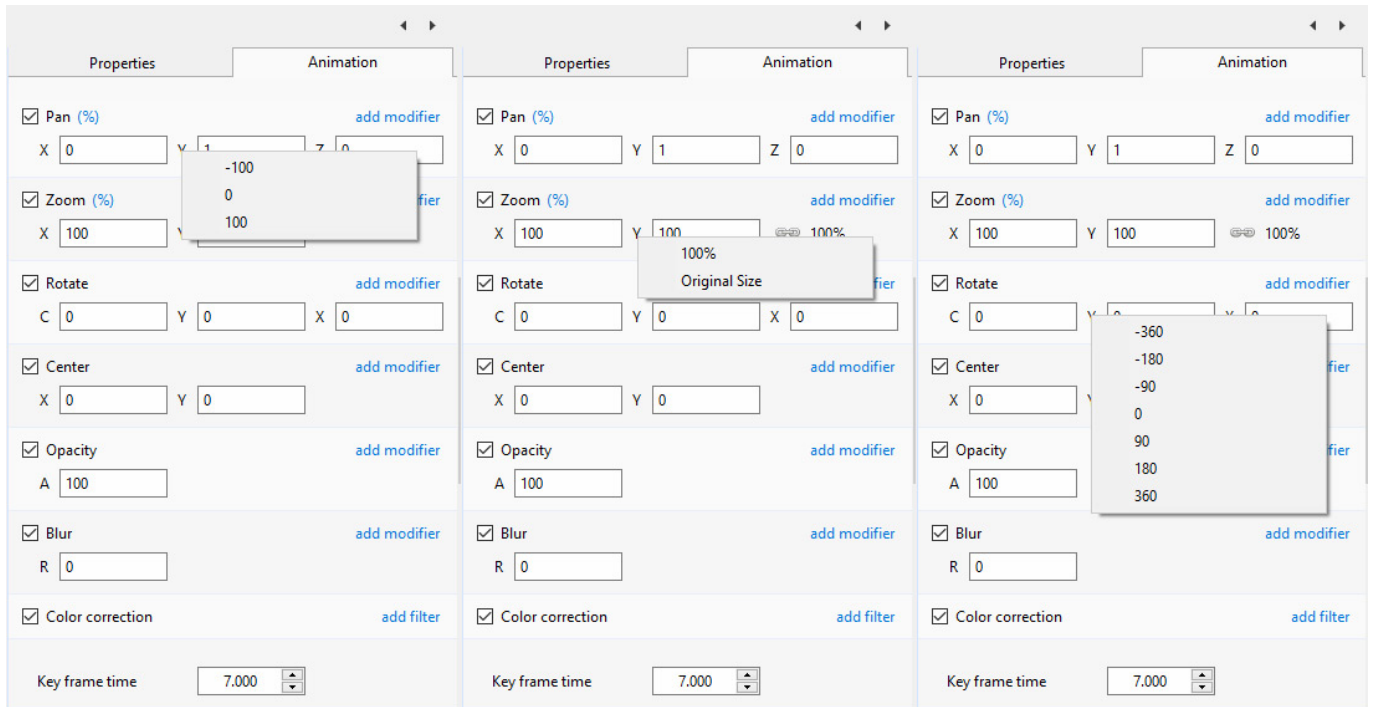 Properties Animation
Pan (%) add modifier
X 0 Y 1 Z 0
-100
0
100
Zoom (%) fier
X 100 Y
Rotate add modifier
C 0 Y 0 X 0
Center add modifier
X 0 Y 0
Opacity add modifier
A 100
Blur add modifier
R 0
Color correction add filter
Key frame time 7.000
Properties Animation
Pan (%) add modifier
X 0 Y 1 Z 0
Zoom (%) add modifier
X 100 Y 100 100%
100%
Original Size
Rotate fier
C 0 Y 0 X 0
Center add modifier
X 0 Y 0
Opacity add modifier
A 100
Blur add modifier
R 0
Color correction add filter
Key frame time 7.000
Properties Animation
Pan (%) add modifier
X 0 Y 1 Z 0
Zoom (%) add modifier
X 100 Y 100 100%
Rotate add modifier
C 0 Y 0 X 0
-360
-180
-90
0
90
180
360
Center fier
X 0
Opacity fier
A 100
Blur add modifier
R 0
Color correction add filter
Key frame time 7.000